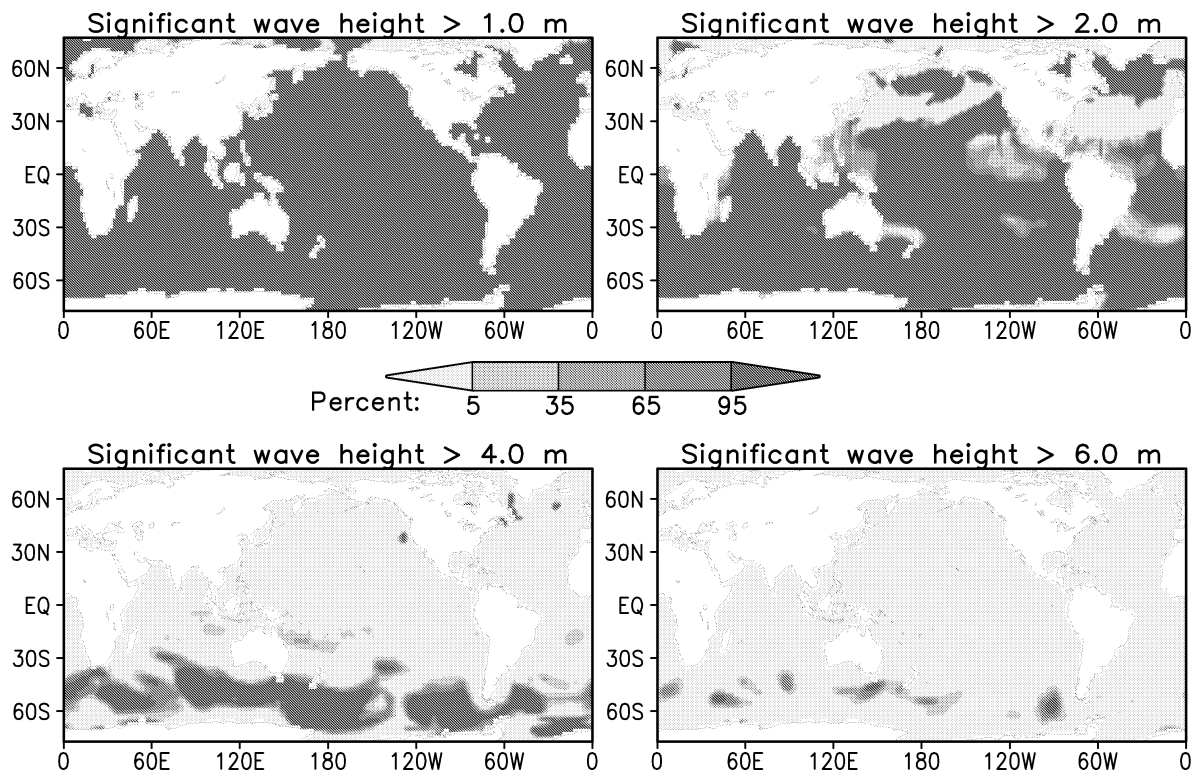 Significant wave height > 1.0 m
60N
30N
EQ
30S
60S
0 60E 120E 180 120W 60W 0
Significant wave height > 2.0 m
60N
30N
EQ
30S
60S
0 60E 120E 180 120W 60W 0
Percent: 5 35 65 95
Significant wave height > 4.0 m
60N
30N
EQ
30S
60S
0 60E 120E 180 120W 60W 0
Significant wave height > 6.0 m
60N
30N
EQ
30S
60S
0 60E 120E 180 120W 60W 0